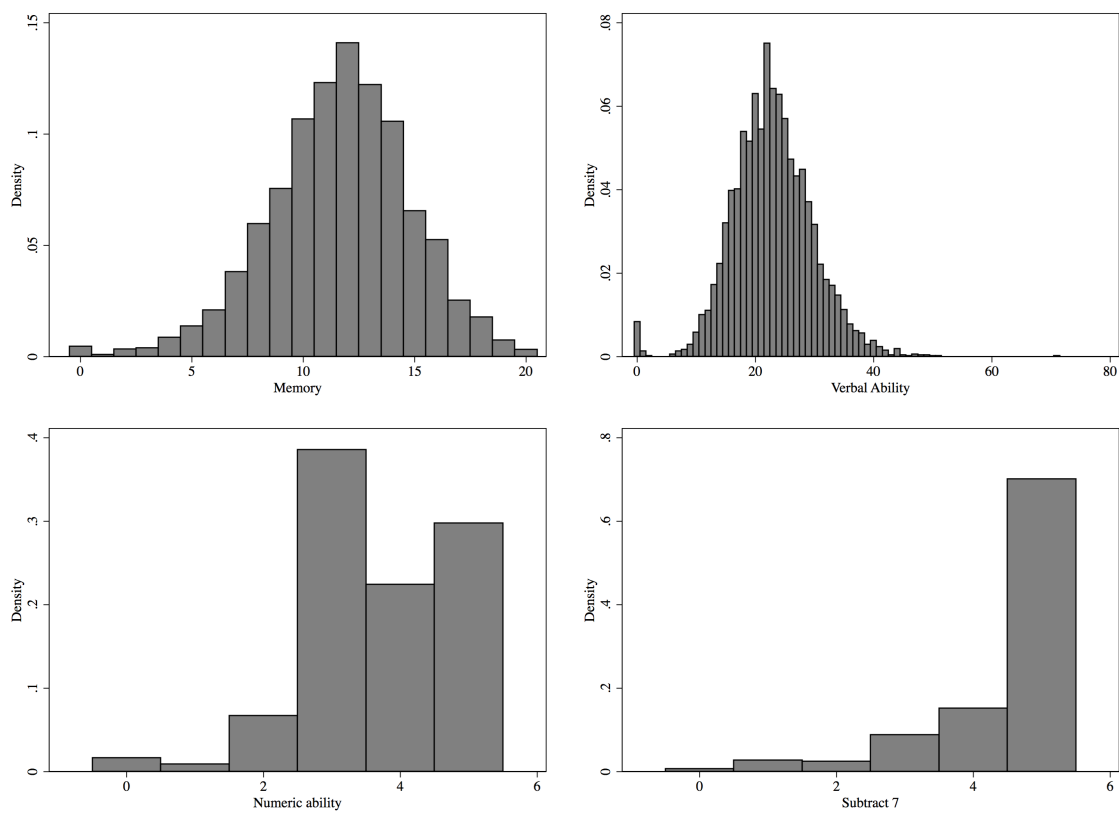 Density
0 .05 .1 .15
0 5 10 15 20
Memory
Density
0 .02 .04 .06 .08
0 20 40 60 80
Verbal Ability
Density
0 .1 .2 .3 .4
0 2 4 6
Numeric ability
Density
0 .2 .4 .6 .8
0 2 4 6
Subtract 7